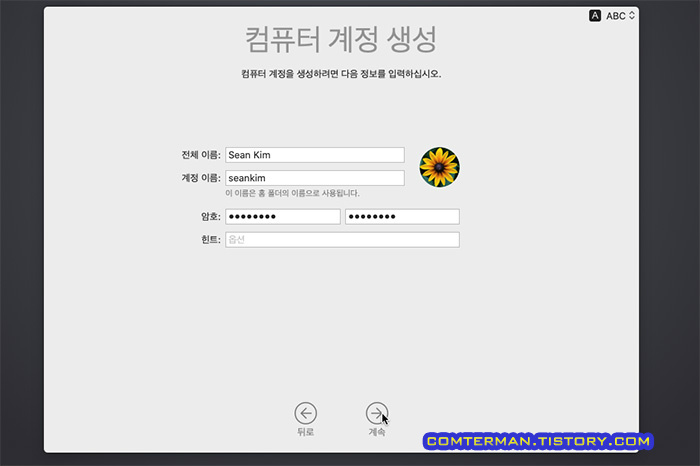 A ABC
컴퓨터 계정 생성
컴퓨터 계정을 생성하려면 다음 정보를 입력하십시오.
전체 이름: Sean Kim
계정 이름: seankim
이 이름은 홈 폴더의 이름으로 사용됩니다.
암호: ●●●●●●●● ●●●●●●●●
힌트: 옵션
뒤로 계속
COMTERMAN.TISTORY.COM